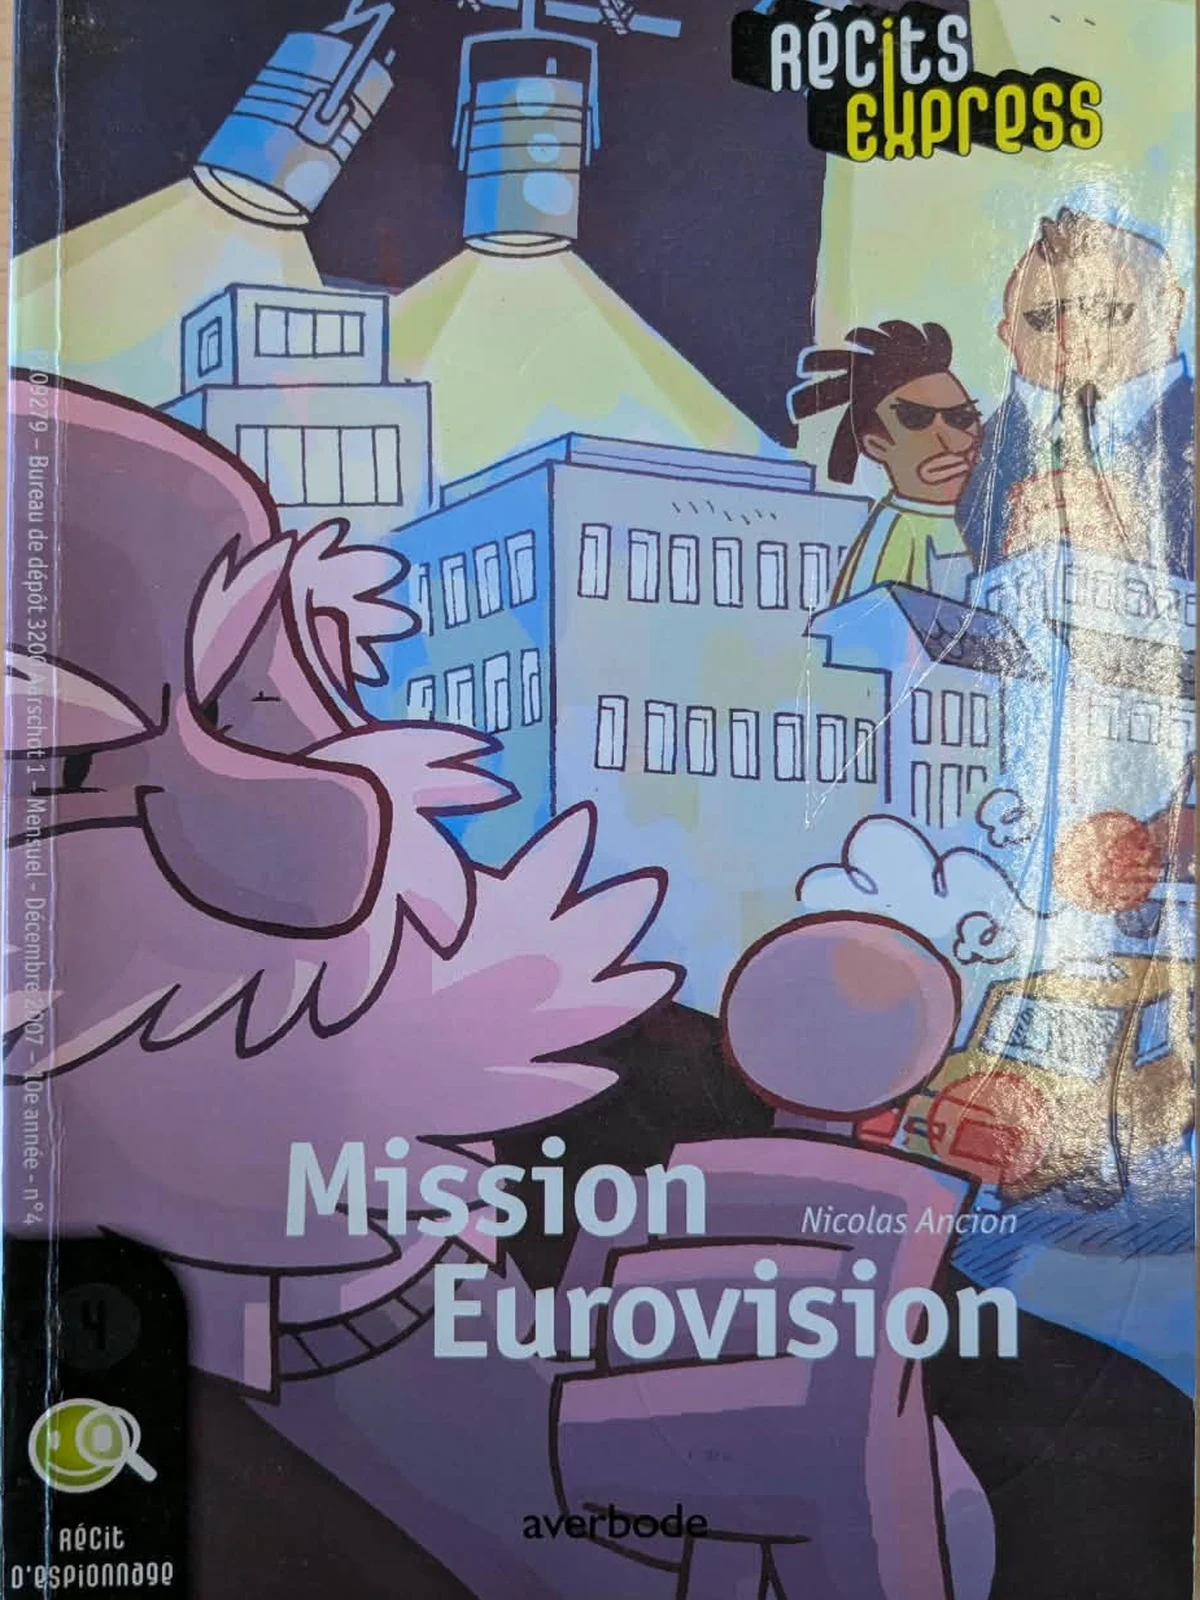 Récits
Express
P209279 – Bureau de dépôt 3200 Aarschot 1 – Mensuel - Décembre 2007 – 10e année - n°4
Mission
Nicolas Ancion
Eurovision
4
averbode
Récit
d'espionnage